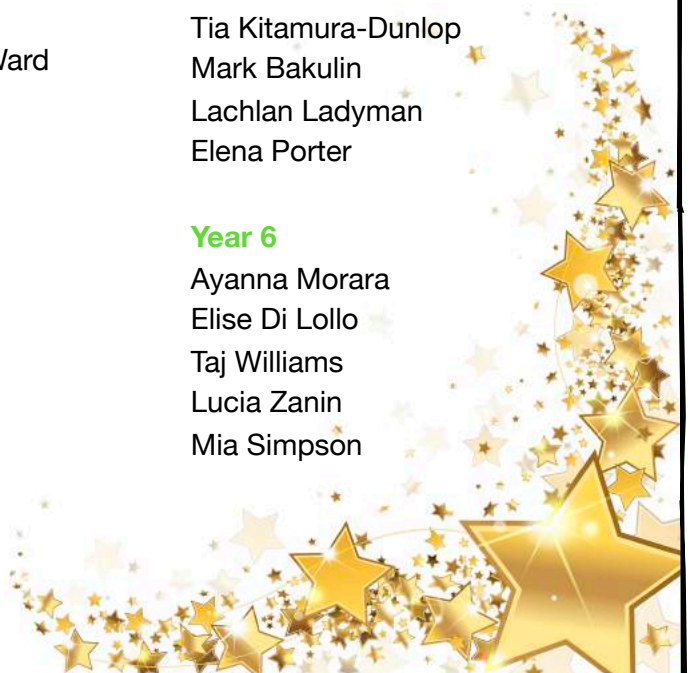 Tia Kitamura-Dunlop
Mark Bakulin
Lachlan Ladyman
Elena Porter
Year 6
Ayanna Morara
Elise Di Lollo
Taj Williams
Lucia Zanin
Mia Simpson